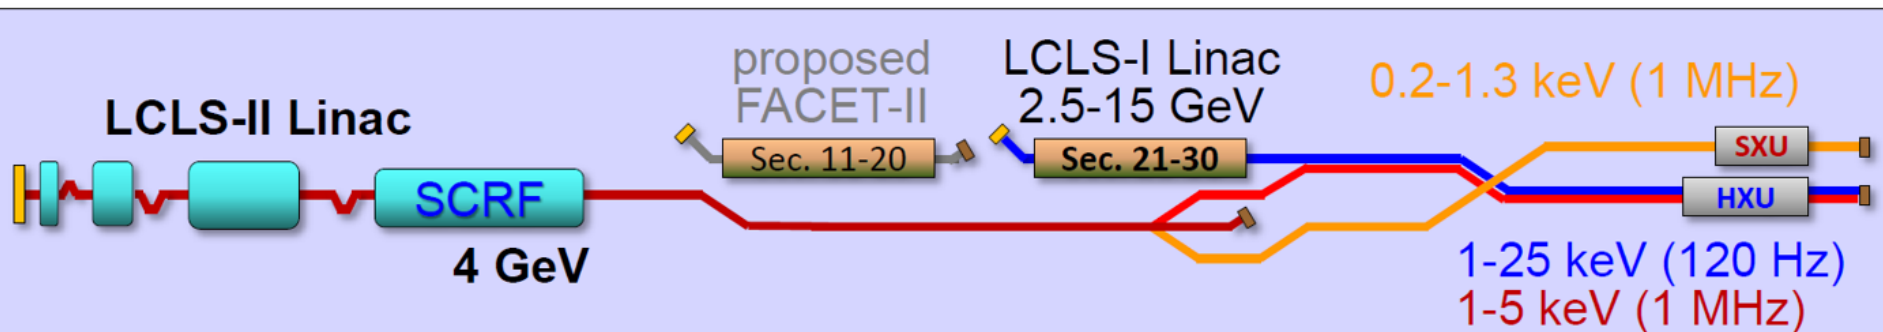 LCLS-II Linac
SCRF
4 GeV
proposed
FACET-II
Sec. 11-20
LCLS-I Linac
2.5-15 GeV
Sec. 21-30
0.2-1.3 keV (1 MHz)
SXU
HXU
1-25 keV (120 Hz)
1-5 keV (1 MHz)